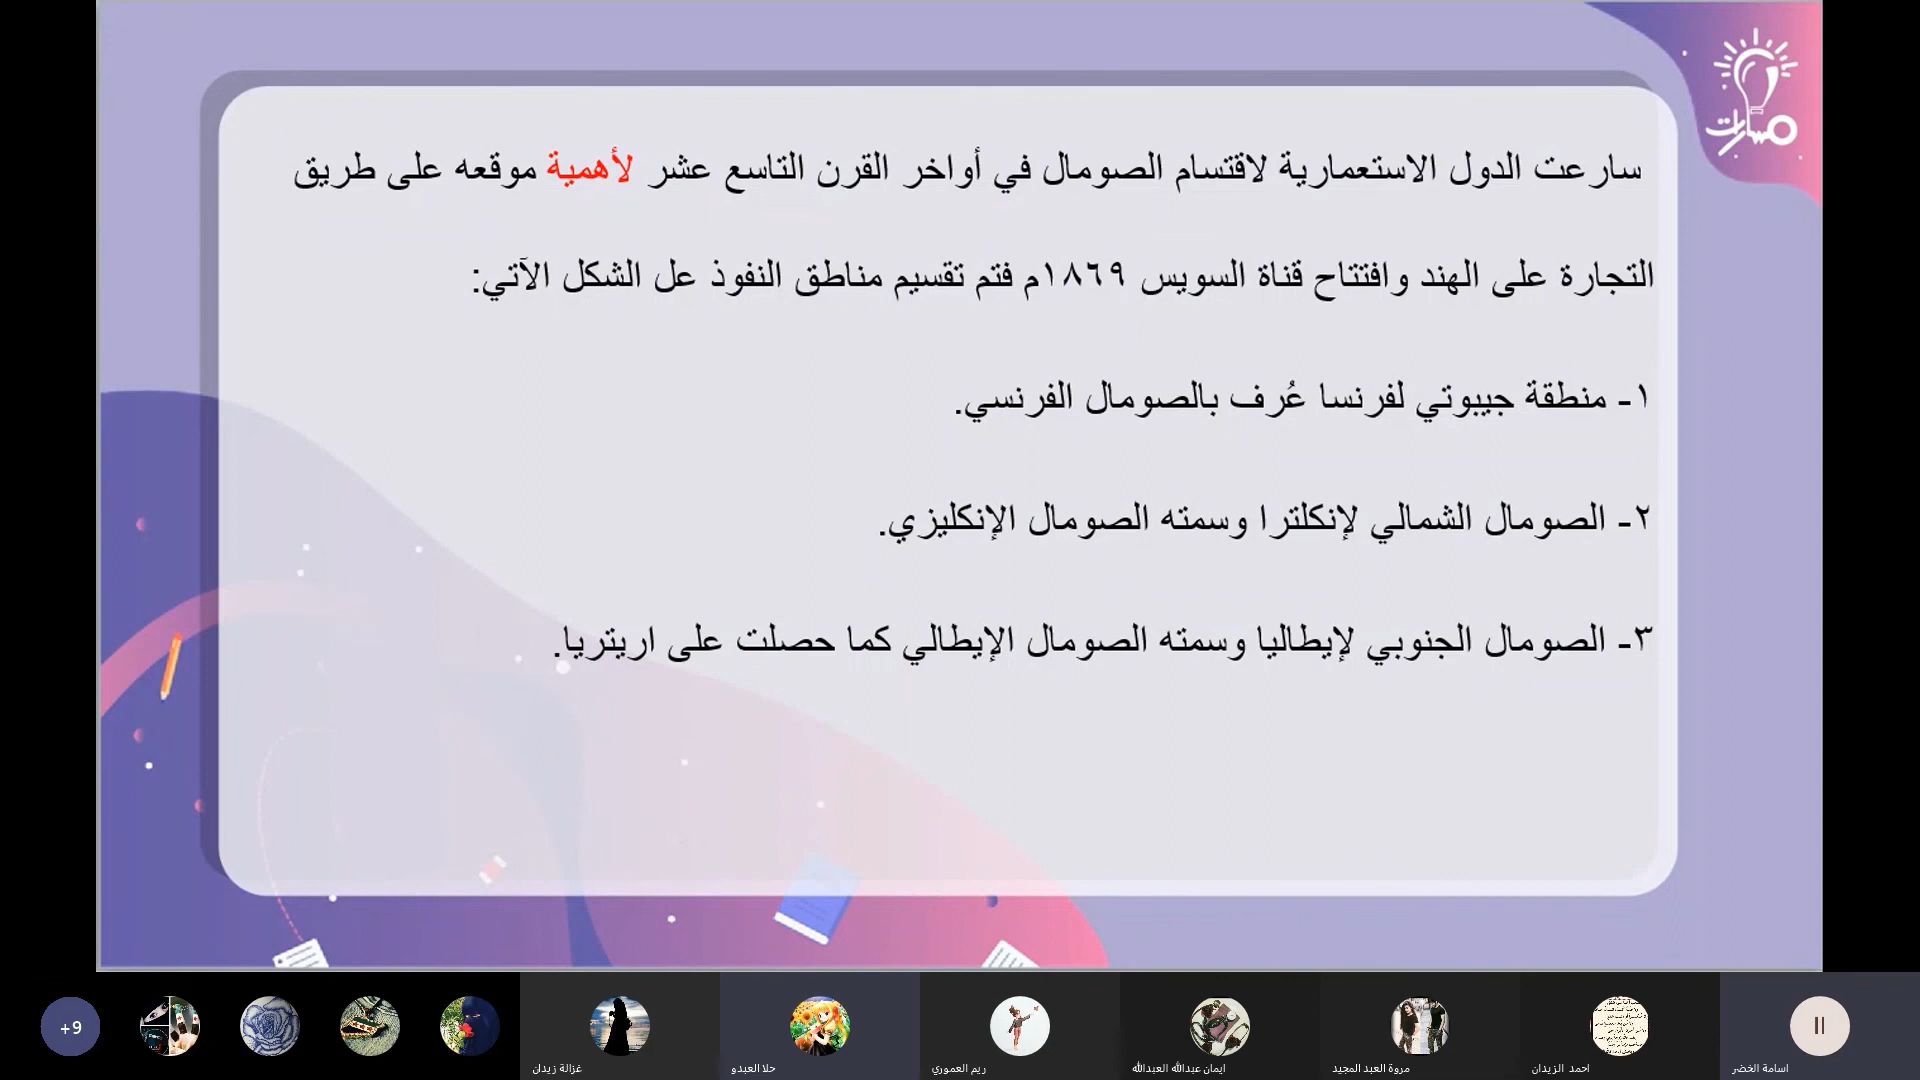 مسارات
سارعت الدول الاستعمارية لاقتسام الصومال في أواخر القرن التاسع عشر لأهمية موقعه على طريق
التجارة على الهند وافتتاح قناة السويس ١٨٦٩م فتم تقسيم مناطق النفوذ عل الشكل الآتي:
١- منطقة جيبوتي لفرنسا عُرف بالصومال الفرنسي.
٢- الصومال الشمالي لإنكلترا وسمته الصومال الإنكليزي.
٣- الصومال الجنوبي لإيطاليا وسمته الصومال الإيطالي كما حصلت على اريتريا.
+9
غزالة زيدان
حلا العبدو
ريم العموري
ايمان عبدالله العبدالله
مروة العبد المجيد
احمد الزيدان
اسامة الخضر